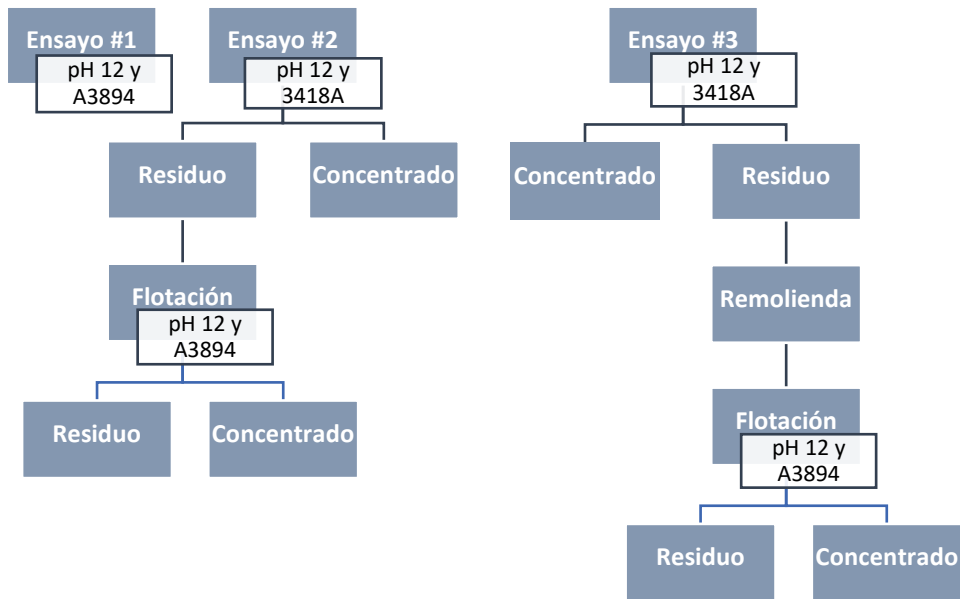 Ensayo #1
pH 12 y
A3894
Ensayo #2
pH 12 y
3418A
Residuo
Concentrado
Flotación
pH 12 y
A3894
Residuo
Concentrado
Ensayo #3
pH 12 y
3418A
Concentrado
Residuo
Remolienda
Flotación
pH 12 y
A3894
Residuo
Concentrado